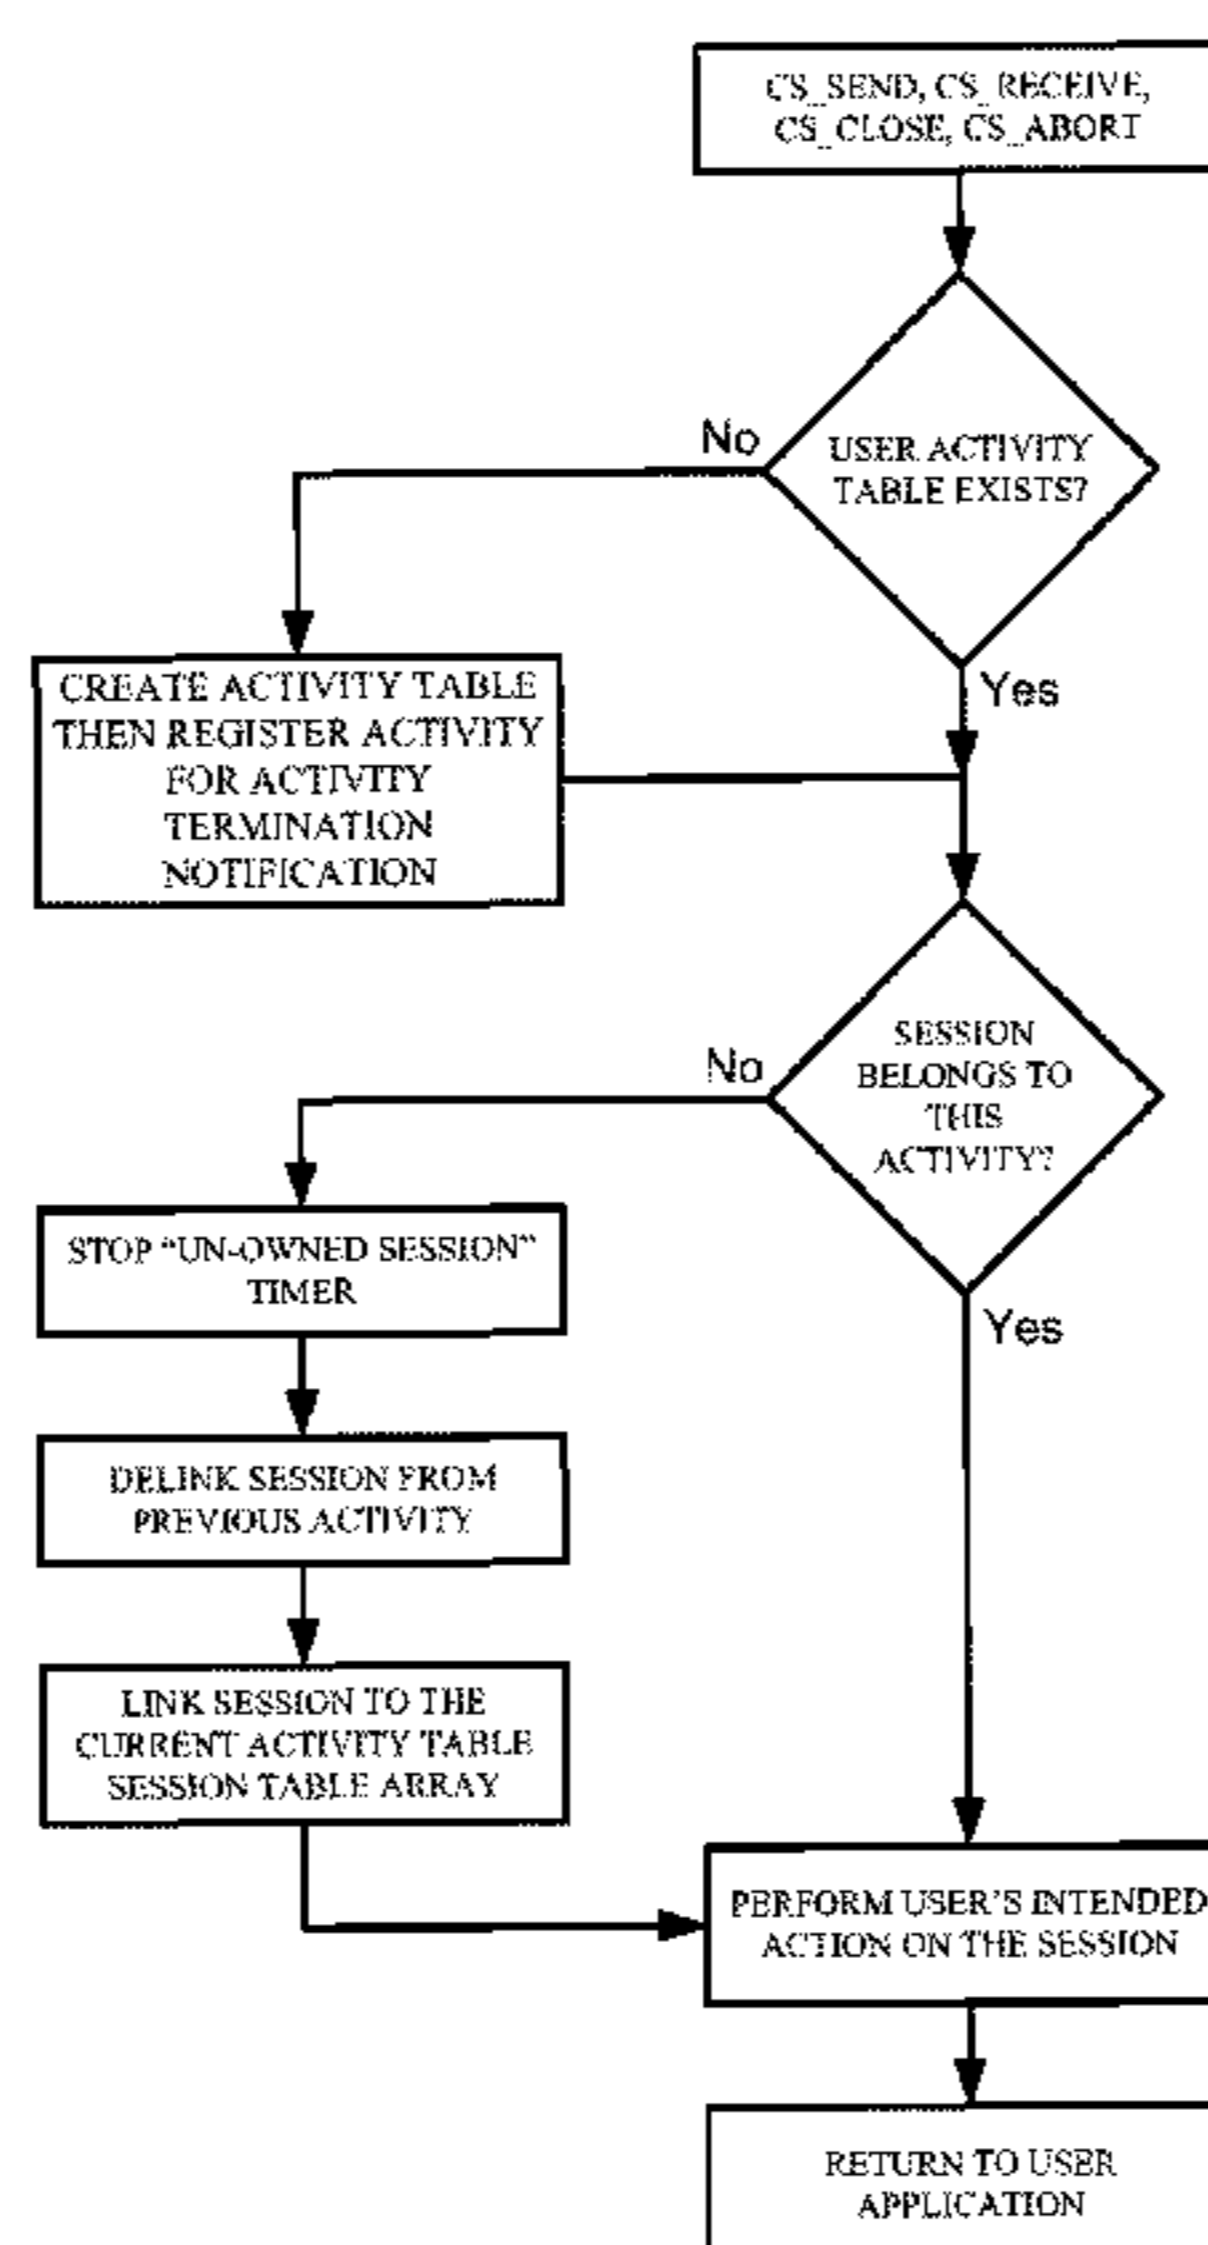 CS_SEND, CS_RECEIVE,
CS_CLOSE, CS_ABORT
No
USER ACTIVITY
TABLE EXISTS?
Yes
CREATE ACTIVITY TABLE
THEN REGISTER ACTIVITY
FOR ACTIVITY
TERMINATION
NOTIFICATION
No
SESSION
BELONGS TO
THIS
ACTIVITY?
Yes
STOP “UN-OWNED SESSION”
TIMER
DELINK SESSION FROM
PREVIOUS ACTIVITY
LINK SESSION TO THE
CURRENT ACTIVITY TABLE
SESSION TABLE ARRAY
PERFORM USER’S INTENDED
ACTION ON THE SESSION
RETURN TO USER
APPLICATION